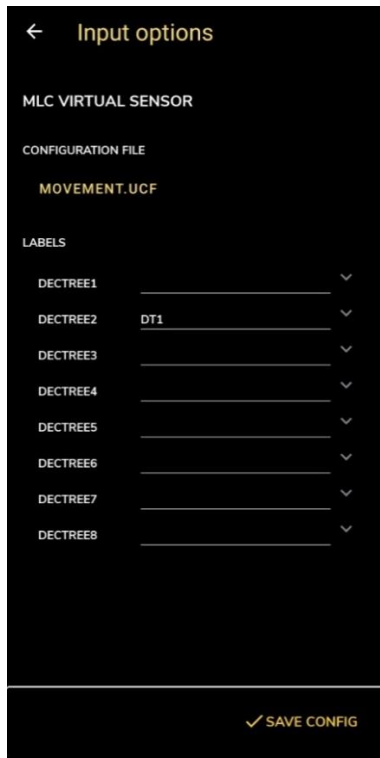 Input options
MLC VIRTUAL SENSOR
CONFIGURATION FILE
MOVEMENT.UCF
LABELS
DECTREE1
DECTREE2 DT1
DECTREE3
DECTREE4
DECTREE5
DECTREE6
DECTREE7
DECTREE8
SAVE CONFIG